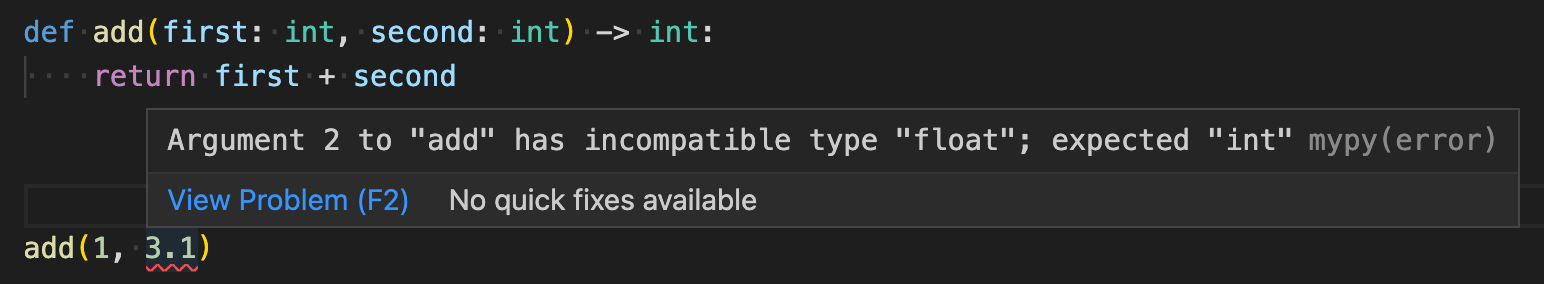 def add(first: int, second: int) -> int:
    return first + second
Argument 2 to "add" has incompatible type "float"; expected "int" mypy(error)
View Problem (F2) No quick fixes available
add(1, 3.1)